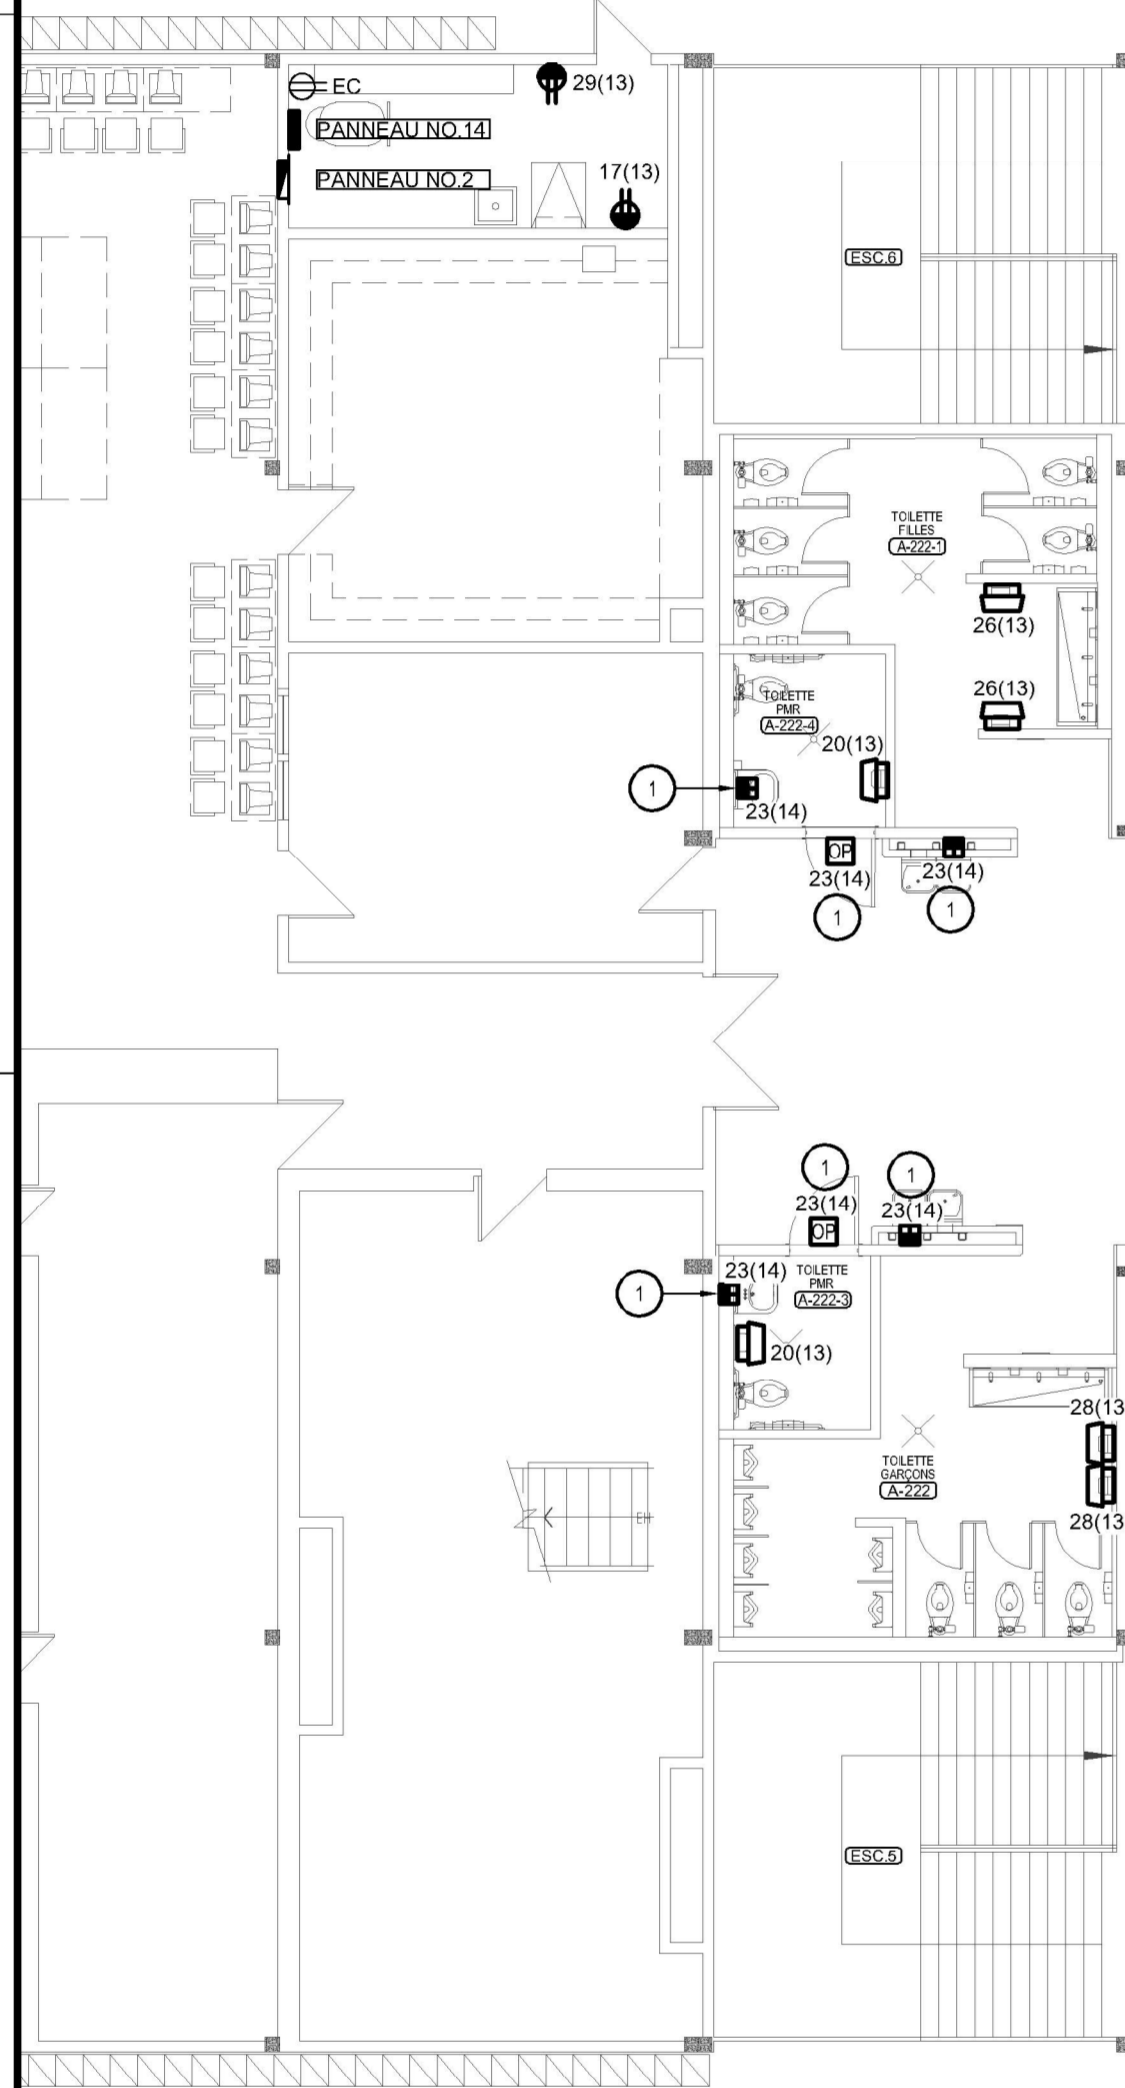 EC
29(13)
PANNEAU NO.14
PANNEAU NO.2
17(13)
ESC.6
TOILETTE
FILLES
A-222-1
26(13)
26(13)
TOILETTE
PMR
A-222-4
20(13)
1
23(14)
OP
23(14)
1
23(14)
1
1
23(14)
OP
1
23(14)
1
23(14)
TOILETTE
PMR
A-222-3
20(13)
28(13
TOILETTE
GARÇONS
A-222
28(13
EH
ESC.5